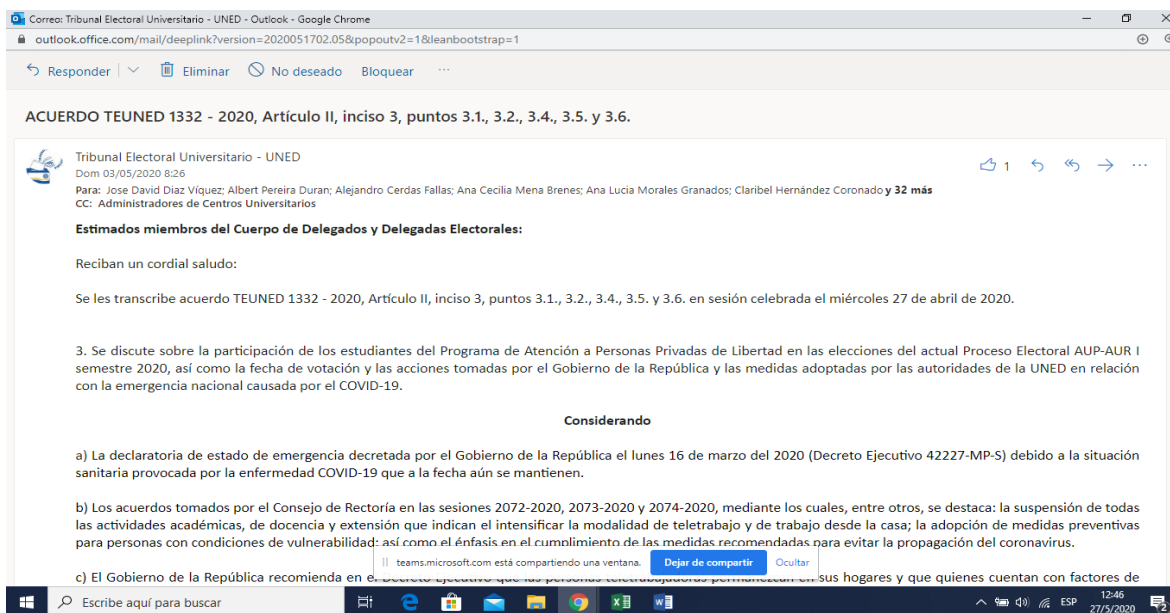 Correo: Tribunal Electoral Universitario - UNED - Outlook - Google Chrome
outlook.office.com/mail/deeplink?version=2020051702.05&popoutv2=1&leanbootstrap=1
Responder Eliminar No deseado Bloquear ...
ACUERDO TEUNED 1332 - 2020, Artículo II, inciso 3, puntos 3.1., 3.2., 3.4., 3.5. y 3.6.
Tribunal Electoral Universitario - UNED
Dom 03/05/2020 8:26
1
Para: Jose David Diaz Víquez; Albert Pereira Duran; Alejandro Cerdas Fallas; Ana Cecilia Mena Brenes; Ana Lucia Morales Granados; Claribel Hernández Coronado y 32 más
CC: Administradores de Centros Universitarios
Estimados miembros del Cuerpo de Delegados y Delegadas Electorales:
Reciban un cordial saludo:
Se les transcribe acuerdo TEUNED 1332 - 2020, Artículo II, inciso 3, puntos 3.1., 3.2., 3.4., 3.5. y 3.6. en sesión celebrada el miércoles 27 de abril de 2020.
3. Se discute sobre la participación de los estudiantes del Programa de Atención a Personas Privadas de Libertad en las elecciones del actual Proceso Electoral AUP-AUR I
semestre 2020, así como la fecha de votación y las acciones tomadas por el Gobierno de la República y las medidas adoptadas por las autoridades de la UNED en relación
con la emergencia nacional causada por el COVID-19.
Considerando
a) La declaratoria de estado de emergencia decretada por el Gobierno de la República el lunes 16 de marzo del 2020 (Decreto Ejecutivo 42227-MP-S) debido a la situación
sanitaria provocada por la enfermedad COVID-19 que a la fecha aún se mantienen.
b) Los acuerdos tomados por el Consejo de Rectoría en las sesiones 2072-2020, 2073-2020 y 2074-2020, mediante los cuales, entre otros, se destaca: la suspensión de todas
las actividades académicas, de docencia y extensión que indican el intensificar la modalidad de teletrabajo y de trabajo desde la casa; la adopción de medidas preventivas
para personas con condiciones de vulnerabilidad; así como el énfasis en el cumplimiento de las medidas recomendadas para evitar la propagación del coronavirus.
teams.microsoft.com está compartiendo una ventana. Dejar de compartir Ocultar
c) El Gobierno de la República recomienda en el Decreto Ejecutivo que las personas teletrabajadoras permanezcan en sus hogares y que quienes cuentan con factores de
Escribe aquí para buscar
ESP
12:46
27/5/2020
2